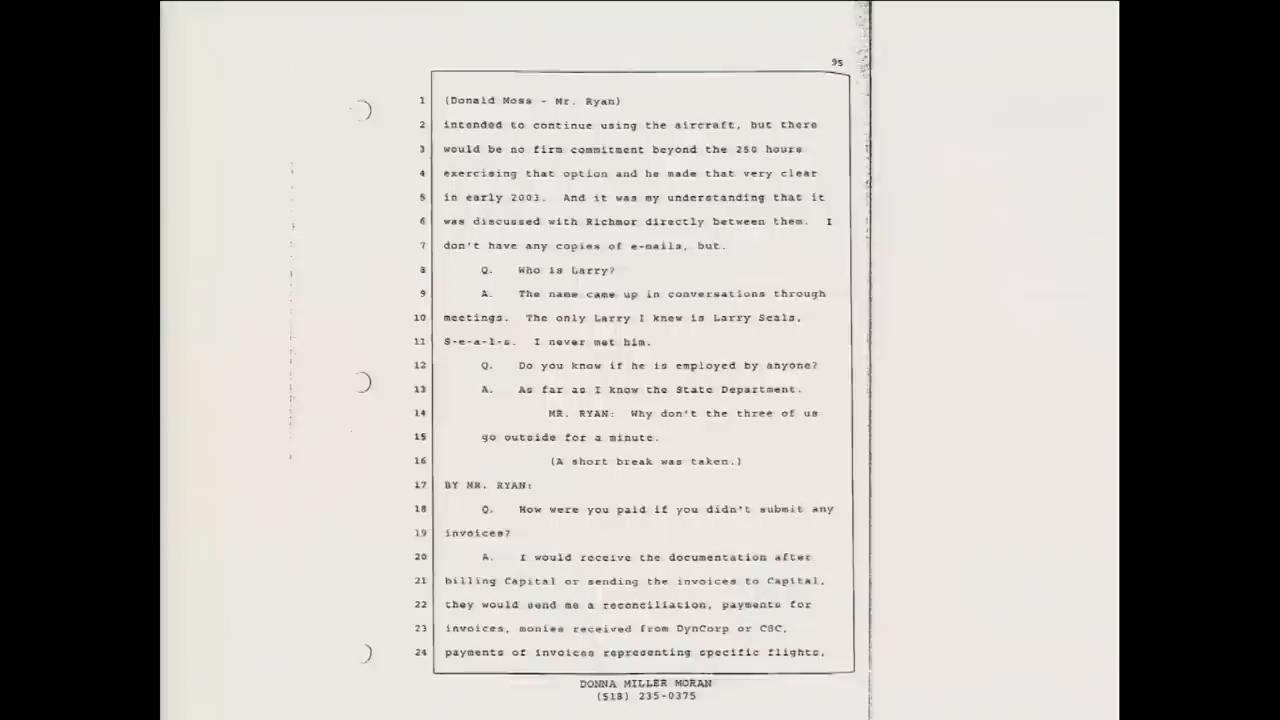 95
1 (Donald Moss - Mr. Ryan)
2 intended to continue using the aircraft, but there
3 would be no firm commitment beyond the 250 hours
4 exercising that option and he made that very clear
5 in early 2003. And it was my understanding that it
6 was discussed with Richmor directly between them. I
7 don't have any copies of e-mails, but.
8 Q. Who is Larry?
9 A. The name came up in conversations through
10 meetings. The only Larry I knew is Larry Seals,
11 S-e-a-l-s. I never met him.
12 Q. Do you know if he is employed by anyone?
13 A. As far as I know the State Department.
14 MR. RYAN: Why don't the three of us
15 go outside for a minute.
16 (A short break was taken.)
17 BY MR. RYAN:
18 Q. How were you paid if you didn't submit any
19 invoices?
20 A. I would receive the documentation after
21 billing Capital or sending the invoices to Capital,
22 they would send me a reconciliation, payments for
23 invoices, monies received from DynCorp or CSC,
24 payments of invoices representing specific flights,
DONNA MILLER MORAN
(518) 235-0375